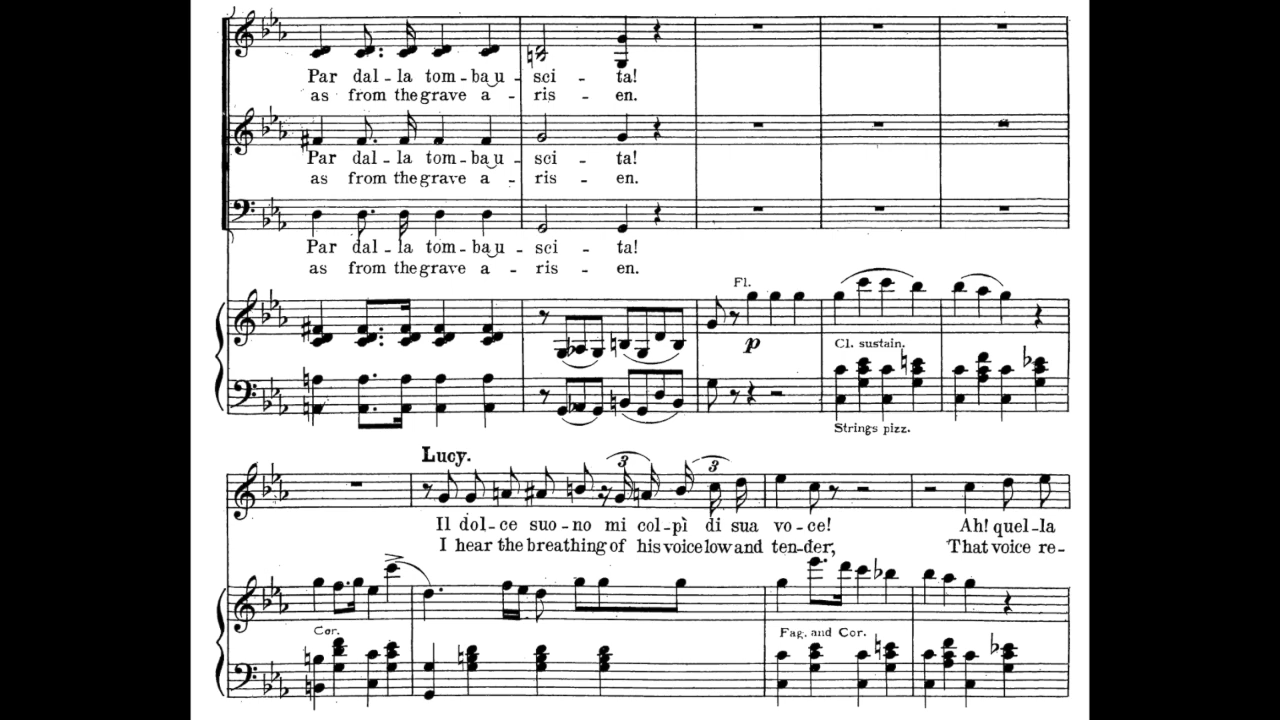 Par dal-la tom-ba u-sci-ta!
as from the grave a-ris-en.
Par dal-la tom-ba u-sci-ta!
as from the grave a-ris-en.
Par dal-la tom-ba u-sci-ta!
as from the grave a-ris-en.
Fl.
p
Cl. sustain.
Strings pizz.
Lucy.
3 3
Il dol-ce suo-no mi col-pì di sua vo-ce! Ah! quel-la
I hear the breathing of his voice low and ten-der, That voice re-
Cor.
Fag. and Cor.